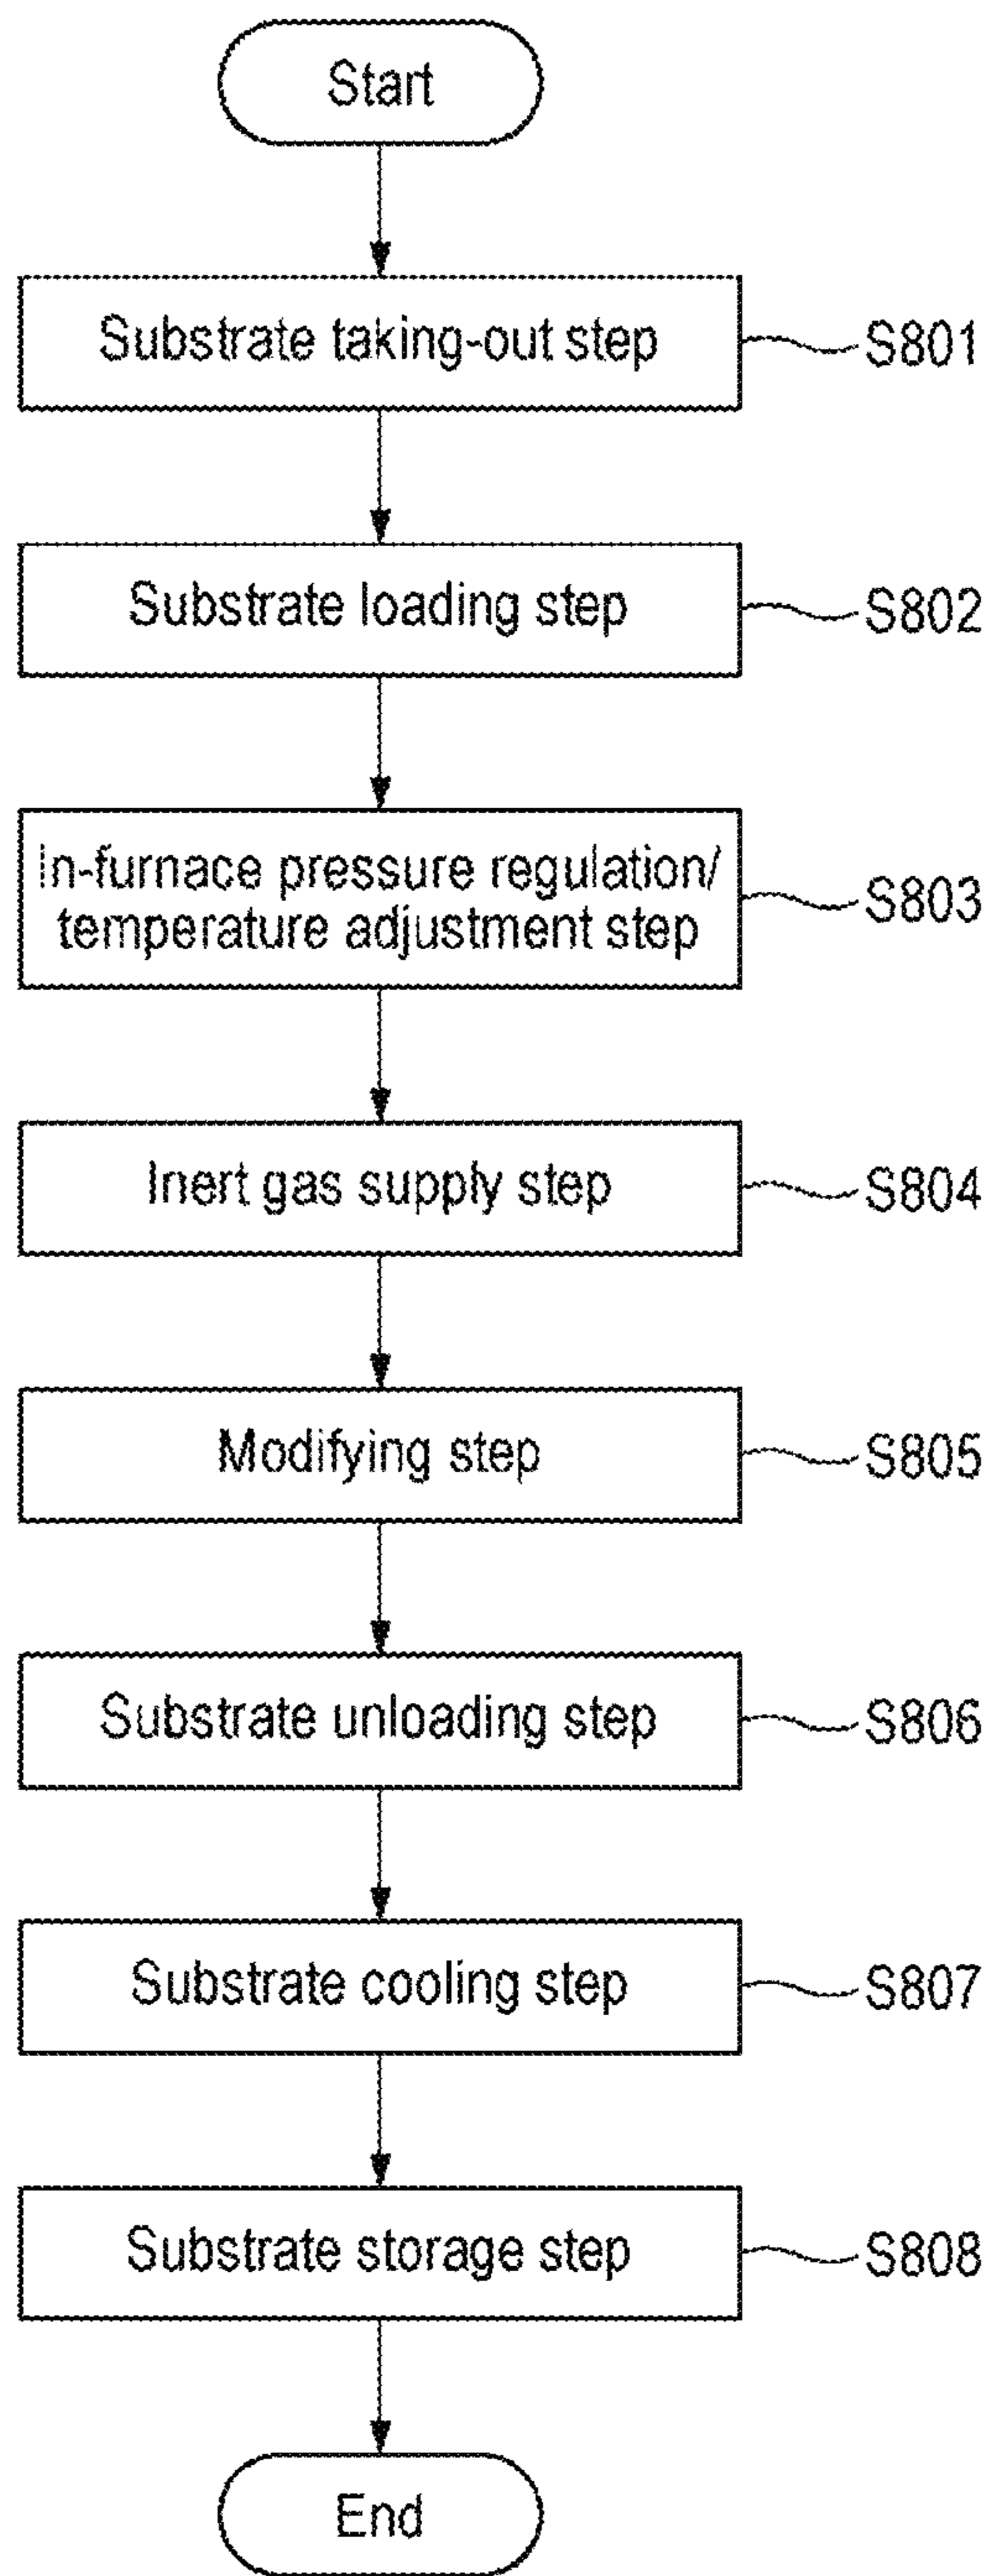 Start
Substrate taking-out step
S801
Substrate loading step
S802
In-furnace pressure regulation/
temperature adjustment step
S803
Inert gas supply step
S804
Modifying step
S805
Substrate unloading step
S806
Substrate cooling step
S807
Substrate storage step
S808
End